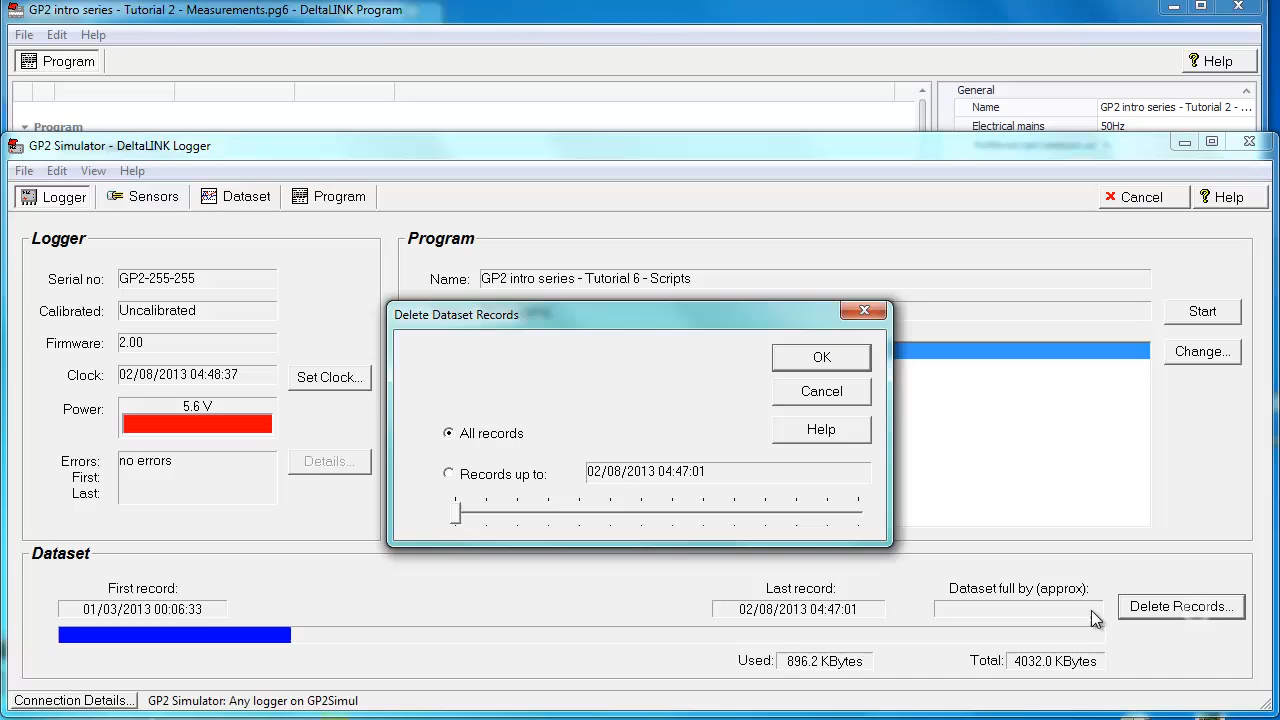 GP2 intro series - Tutorial 2 - Measurements.pg6 - DeltaLINK Program
File Edit Help
Program
Help
Program
General
Name GP2 intro series - Tutorial 2 - ...
Electrical mains 50Hz
GP2 Simulator - DeltaLINK Logger
File Edit View Help
Logger Sensors Dataset Program
Cancel Help
Logger
Serial no: GP2-255-255
Calibrated: Uncalibrated
Firmware: 2.00
Clock: 02/08/2013 04:48:37 Set Clock...
Power: 5.6 V
Errors: no errors Details...
First:
Last:
Program
Name: GP2 intro series - Tutorial 6 - Scripts
Start
Change...
Delete Dataset Records
OK
Cancel
Help
All records
Records up to: 02/08/2013 04:47:01
Dataset
First record: Last record: Dataset full by (approx):
01/03/2013 00:06:33 02/08/2013 04:47:01 Delete Records...
Used: 896.2 KBytes Total: 4032.0 KBytes
Connection Details... GP2 Simulator: Any logger on GP2Simul